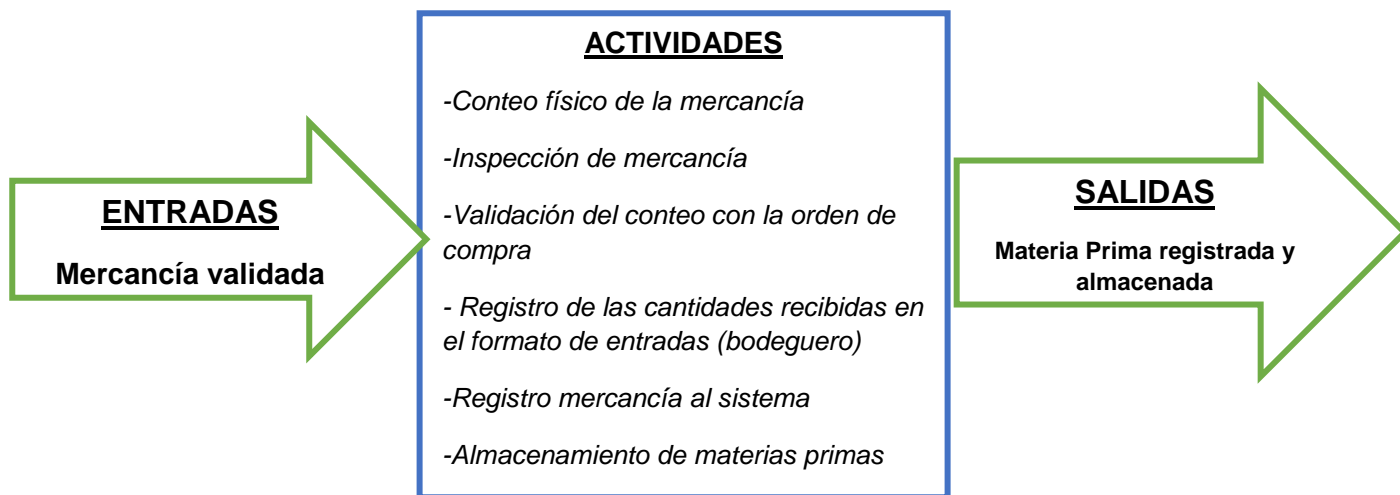 ENTRADAS
Mercancía validada
ACTIVIDADES
-Conteo físico de la mercancía
-Inspección de mercancía
-Validación del conteo con la orden de
compra
- Registro de las cantidades recibidas en
el formato de entradas (bodeguero)
-Registro mercancía al sistema
-Almacenamiento de materias primas
SALIDAS
Materia Prima registrada y
almacenada